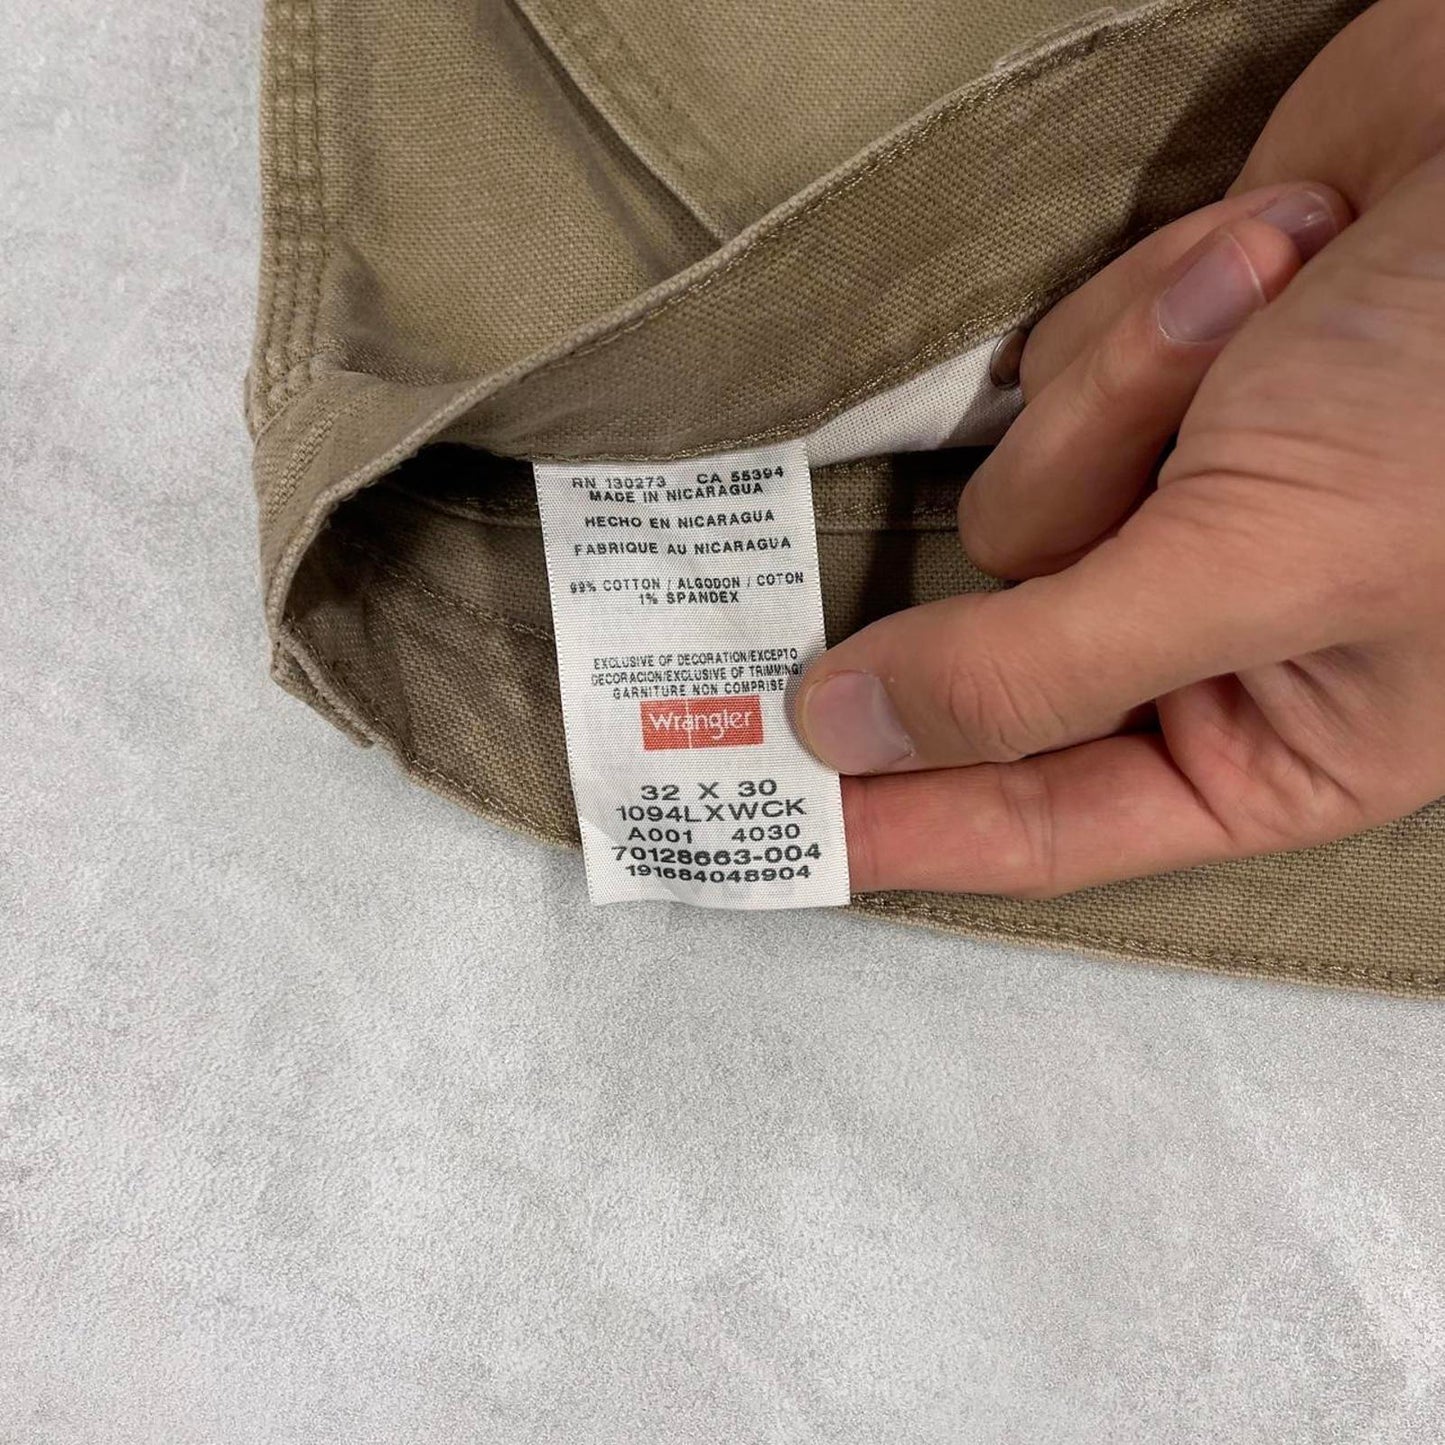 RN 130273 CA 55394
MADE IN NICARAGUA
HECHO EN NICARAGUA
FABRIQUE AU NICARAGUA
99% COTTON / ALGODON / COTON
1% SPANDEX
EXCLUSIVE OF DECORATION/EXCEPTO
DECORACION/EXCLUSIVE OF TRIMMING/
GARNITURE NON COMPRISE
Wrangler
32 X 30
1094LXWCK
A001 4030
70128663-004
191684048904